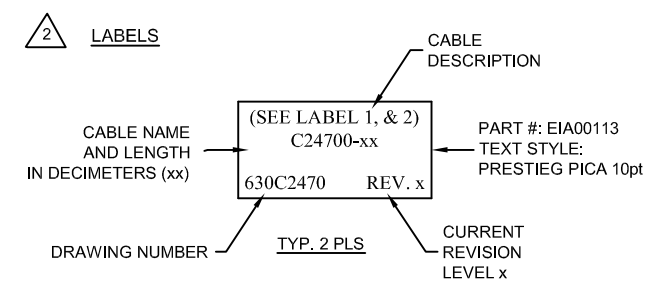 2
LABELS
CABLE
DESCRIPTION
(SEE LABEL 1, & 2)
C24700-xx
630C2470 REV. x
CABLE NAME
AND LENGTH
IN DECIMETERS (xx)
PART #: EIA00113
TEXT STYLE:
PRESTIEG PICA 10pt
DRAWING NUMBER
TYP. 2 PLS
CURRENT
REVISION
LEVEL x